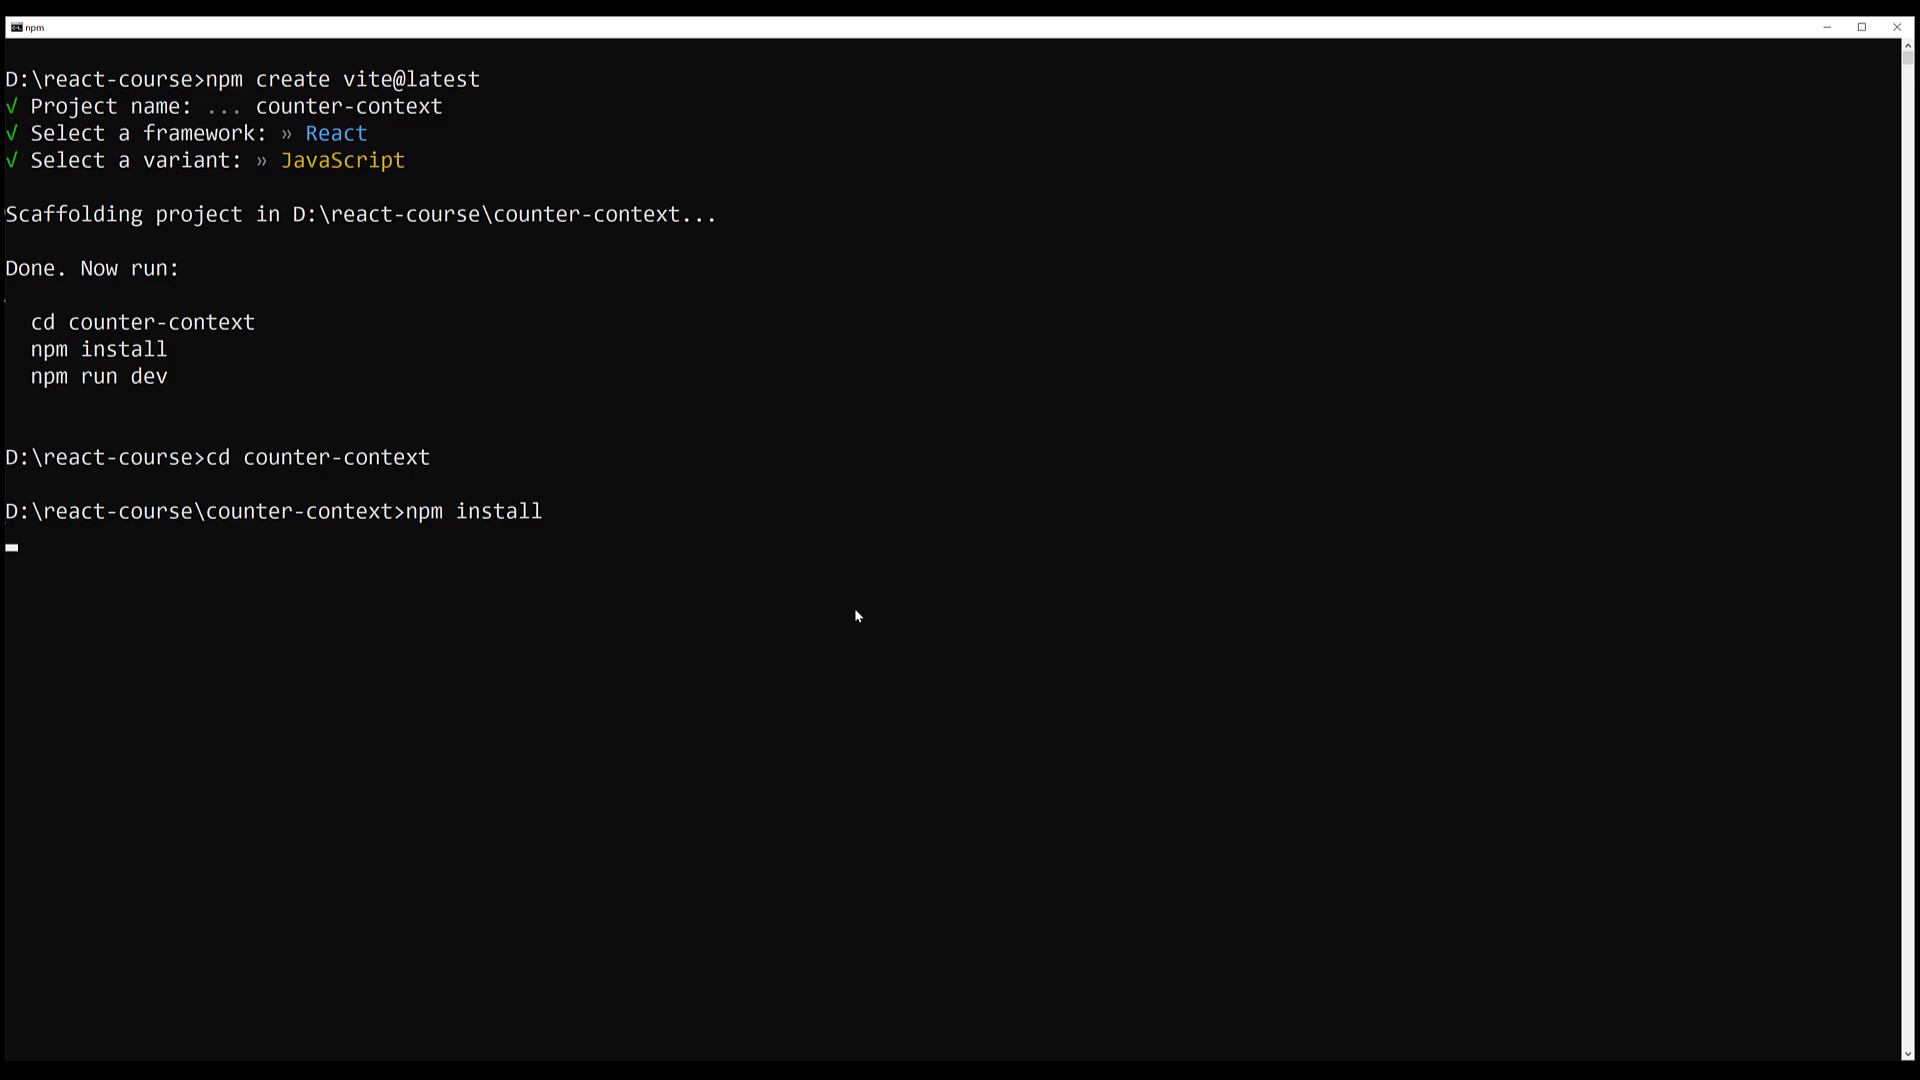 npm
D:\react-course>npm create vite@latest
√ Project name: ... counter-context
√ Select a framework: » React
√ Select a variant: » JavaScript
Scaffolding project in D:\react-course\counter-context...
Done. Now run:
cd counter-context
npm install
npm run dev
D:\react-course>cd counter-context
D:\react-course\counter-context>npm install